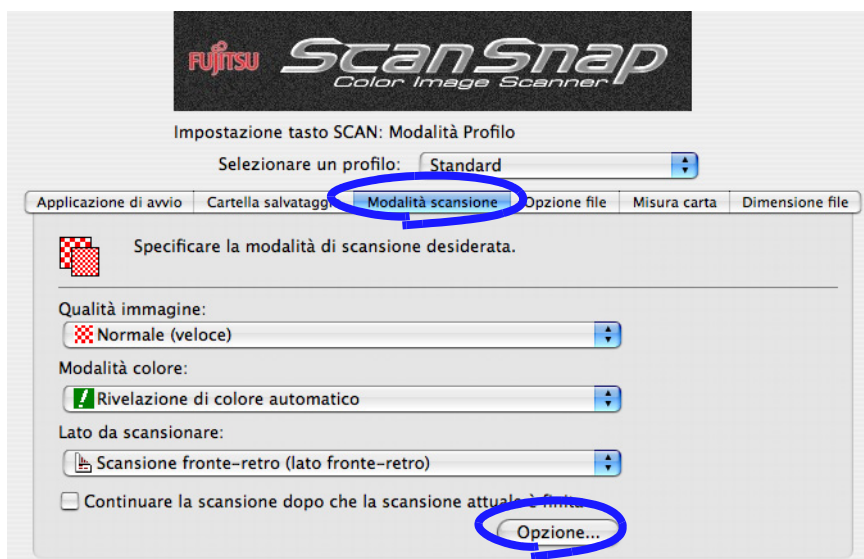 FUJITSU ScanSnap
Color Image Scanner
Impostazione tasto SCAN: Modalità Profilo
Selezionare un profilo: Standard
Applicazione di avvio Cartella salvataggi Modalità scansione Opzione file Misura carta Dimensione file
Specificare la modalità di scansione desiderata.
Qualità immagine:
Normale (veloce)
Modalità colore:
Rivelazione di colore automatico
Lato da scansionare:
Scansione fronte-retro (lato fronte-retro)
Continuare la scansione dopo che la scansione attuale è finita
Opzione...